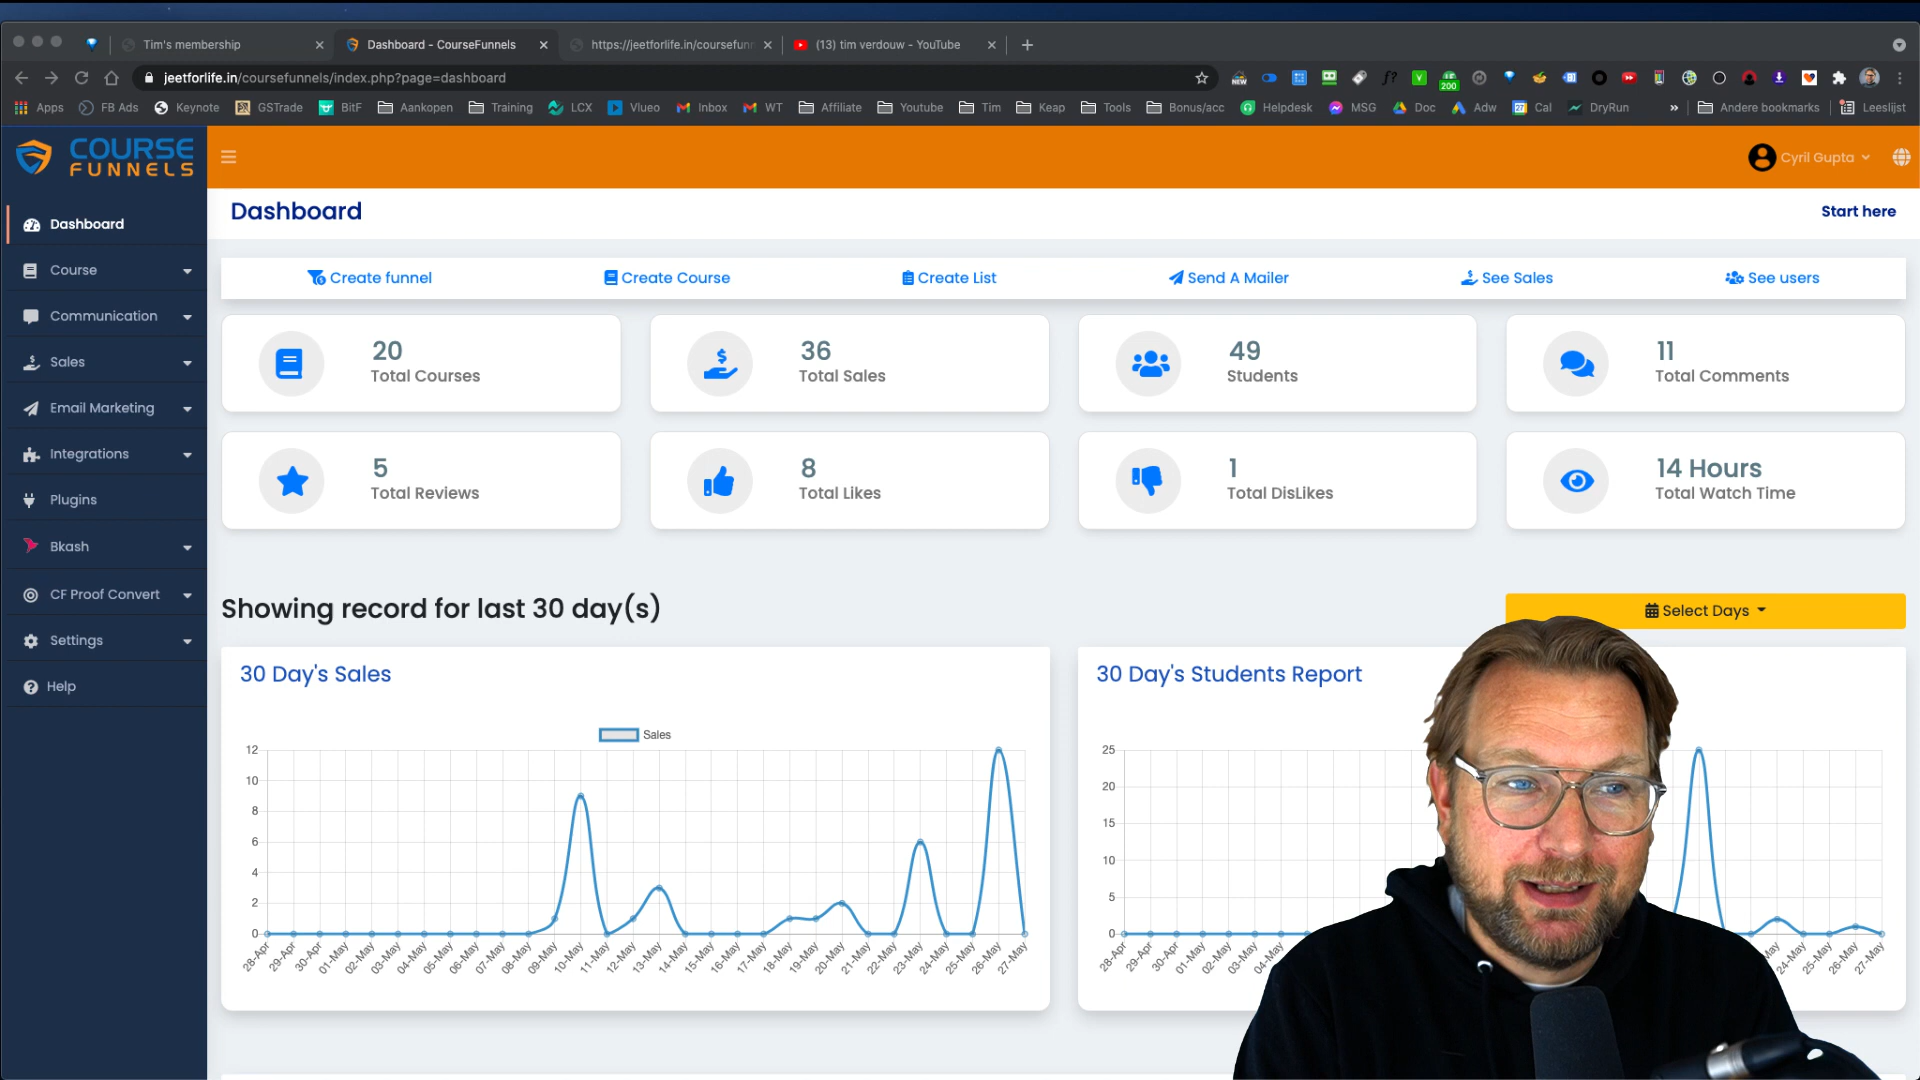 Tim's membership
Dashboard - CourseFunnels
https://jeetforlife.in/coursefunn
(13) tim verdouw - YouTube
jeetforlife.in/coursefunnels/index.php?page=dashboard
NEW
200
Apps
FB Ads
Keynote
GSTrade
BitF
Aankopen
Training
LCX
Vlueo
Inbox
WT
Affiliate
Youtube
Tim
Keap
Tools
Bonus/acc
Helpdesk
MSG
Doc
Adw
Cal
DryRun
»
Andere bookmarks
Leeslijst
COURSE
FUNNELS
Cyril Gupta
Dashboard
Start here
Dashboard
Course
Communication
Sales
Email Marketing
Integrations
Plugins
Bkash
CF Proof Convert
Settings
Help
Create funnel
Create Course
Create List
Send A Mailer
See Sales
See users
20
Total Courses
36
Total Sales
49
Students
11
Total Comments
5
Total Reviews
8
Total Likes
1
Total DisLikes
14 Hours
Total Watch Time
Showing record for last 30 day(s)
Select Days
30 Day's Sales
Sales
12
10
8
6
4
2
0
28-Apr
29-Apr
30-Apr
01-May
02-May
03-May
04-May
05-May
06-May
07-May
08-May
09-May
10-May
11-May
12-May
13-May
14-May
15-May
16-May
17-May
18-May
19-May
20-May
21-May
22-May
23-May
24-May
25-May
26-May
27-May
30 Day's Students Report
25
20
15
10
5
0
28-Apr
29-Apr
30-Apr
01-May
02-May
03-May
24-May
25-May
26-May
27-May